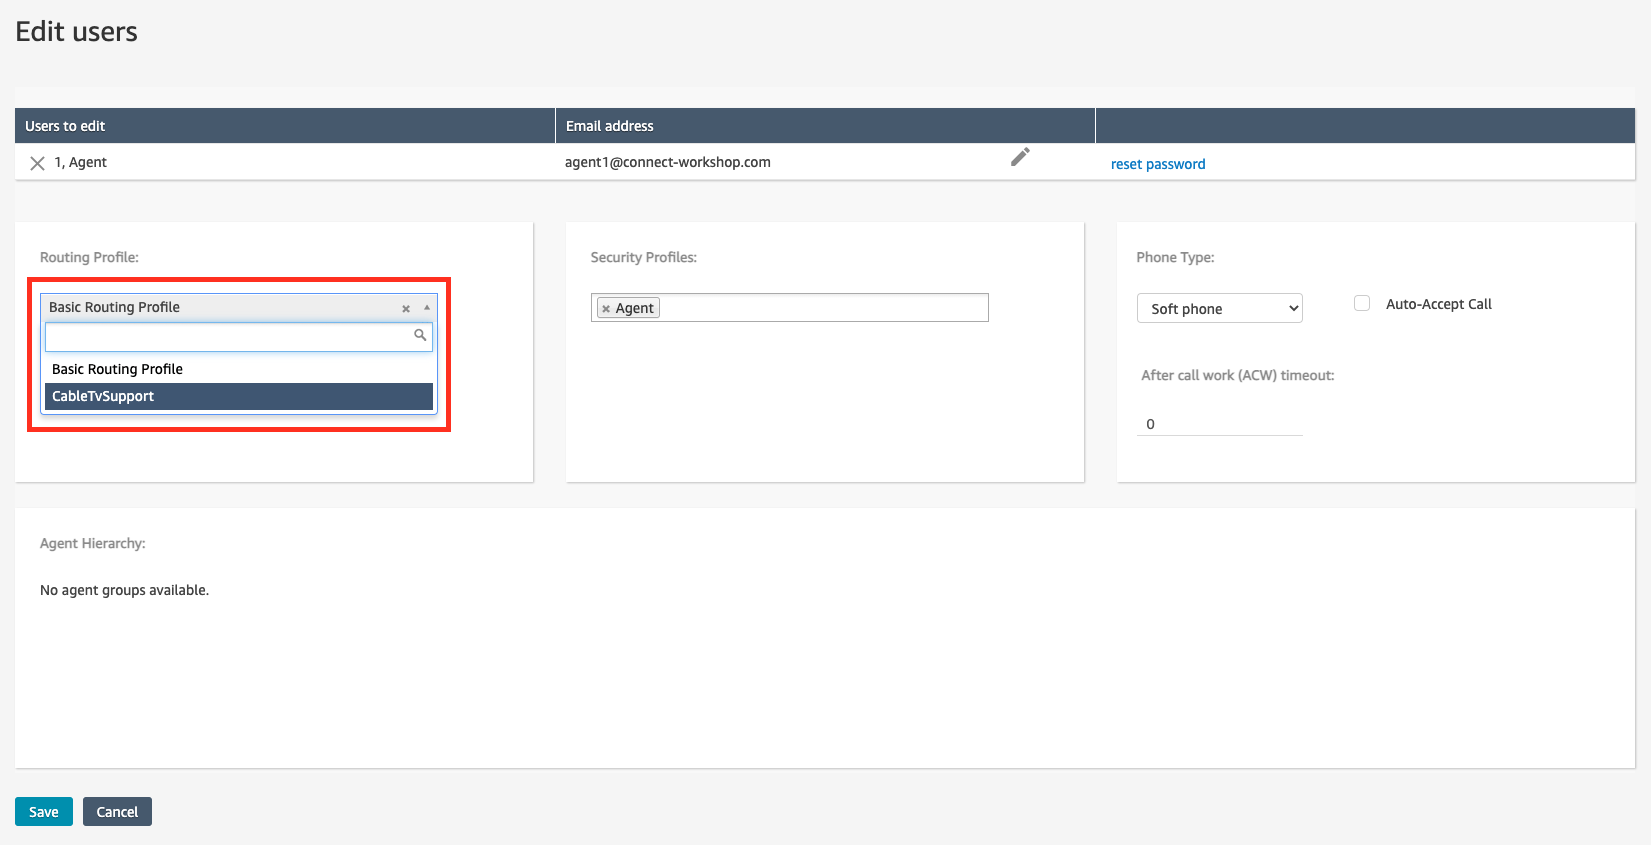 Edit users
Users to edit
Email address
1, Agent
agent1@connect-workshop.com
reset password
Routing Profile:
Basic Routing Profile
Basic Routing Profile
CableTvSupport
Security Profiles:
Agent
Phone Type:
Soft phone
Auto-Accept Call
After call work (ACW) timeout:
0
Agent Hierarchy:
No agent groups available.
Save
Cancel